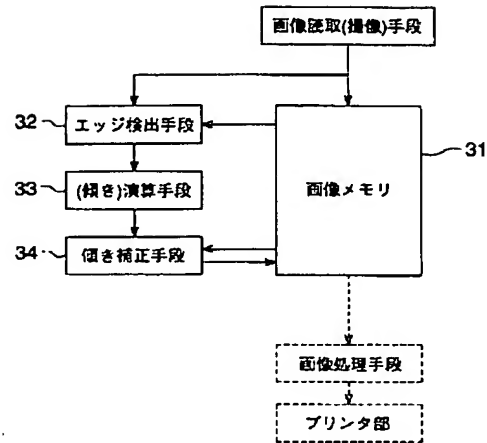 画像読取(撮像)手段
32
エッジ検出手段
33
(傾き)演算手段
34
傾き補正手段
画像メモリ
31
画像処理手段
プリンタ部